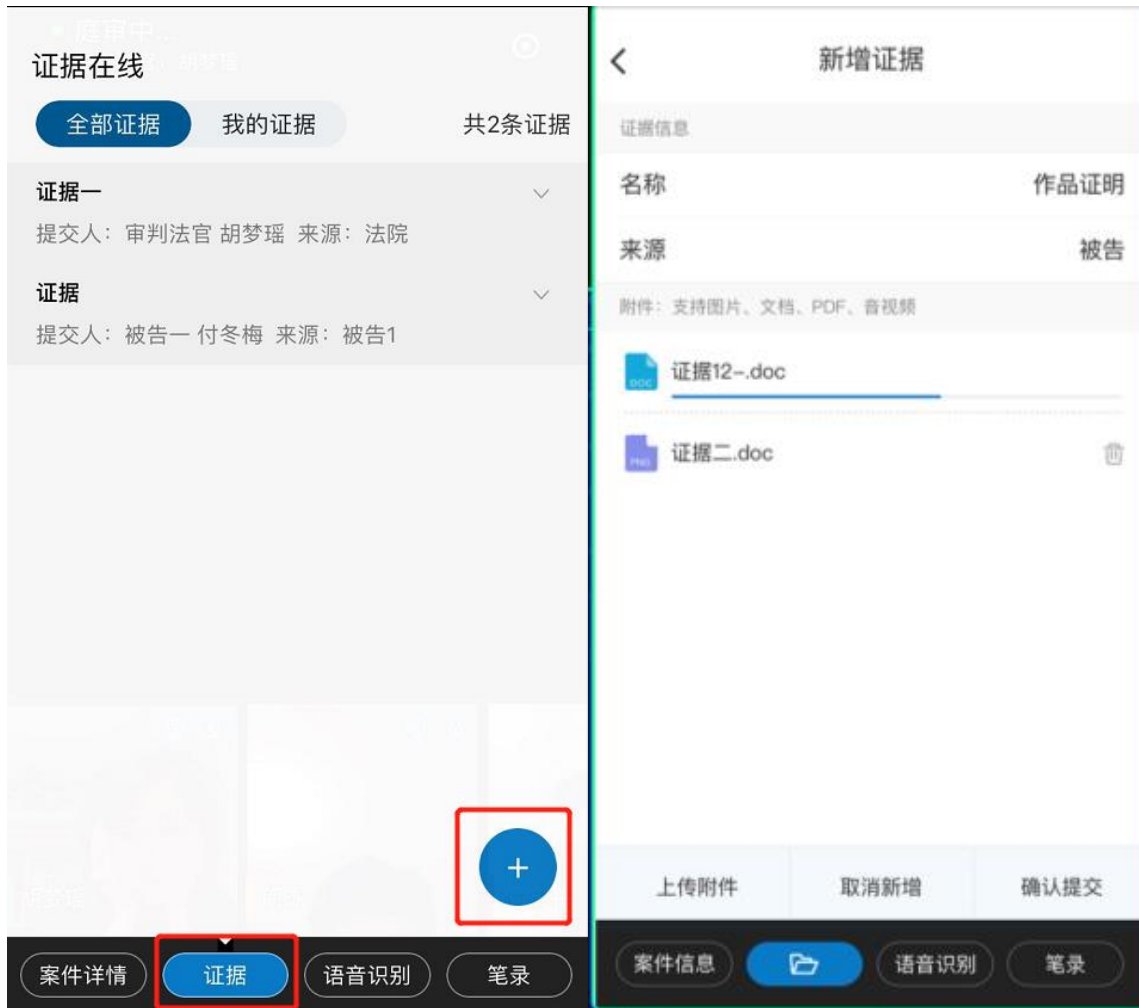 庭审中...
证据在线
全部证据 我的证据 共2条证据
证据一
提交人：审判法官 胡梦瑶 来源：法院
证据
提交人：被告一 付冬梅 来源：被告1
+
案件详情 证据 语音识别 笔录
新增证据
证据信息
名称 作品证明
来源 被告
附件：支持图片、文档、PDF、音视频
DOC 证据12-.doc
PNG 证据二.doc
上传附件 取消新增 确认提交
案件信息 语音识别 笔录